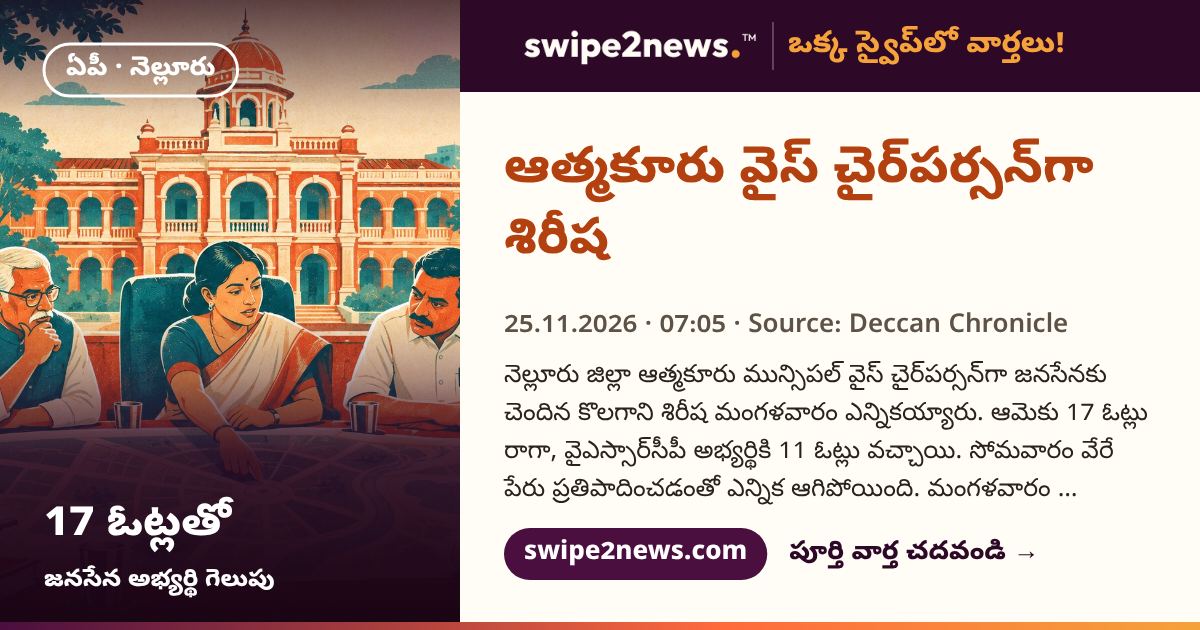 ఏపీ · నెల్లూరు
17 ఓట్లతో
జనసేన అభ్యర్థి గెలుపు
swipe2news.™
ఒక్క స్వైప్‌లో వార్తలు!
ఆత్మకూరు వైస్ చైర్‌పర్సన్‌గా
శిరీష
25.11.2026 · 07:05 · Source: Deccan Chronicle
నెల్లూరు జిల్లా ఆత్మకూరు మున్సిపల్ వైస్ చైర్‌పర్సన్‌గా జనసేనకు
చెందిన కొలగాని శిరీష మంగళవారం ఎన్నికయ్యారు. ఆమెకు 17 ఓట్లు
రాగా, వైఎస్సార్‌సీపీ అభ్యర్థికి 11 ఓట్లు వచ్చాయి. సోమవారం వేరే
పేరు ప్రతిపాదించడంతో ఎన్నిక ఆగిపోయింది. మంగళవారం ...
swipe2news.com
పూర్తి వార్త చదవండి →